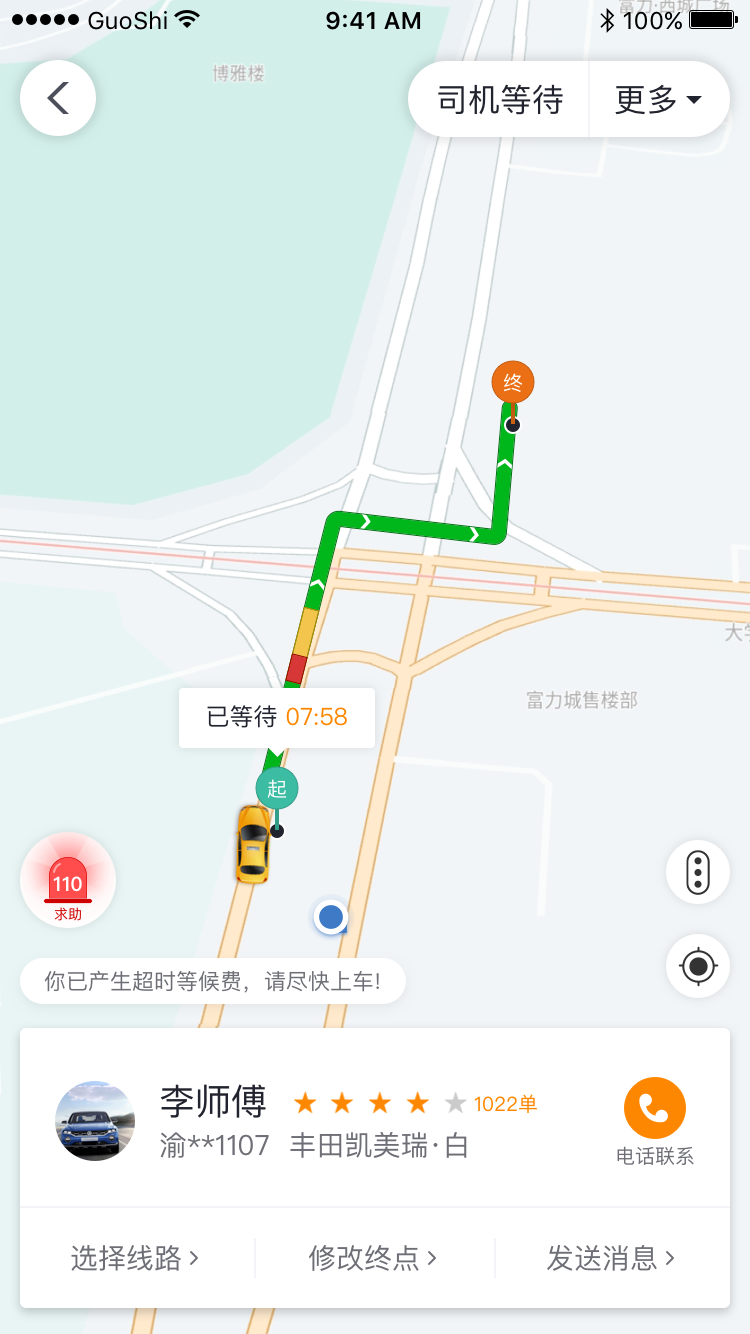 GuoShi
9:41 AM
100%
富力·西城广场
博雅楼
司机等待
更多
终
大学
富力城售楼部
已等待 07:58
起
110
求助
你已产生超时等候费，请尽快上车!
李师傅
1022单
渝**1107 丰田凯美瑞·白
电话联系
选择线路
修改终点
发送消息